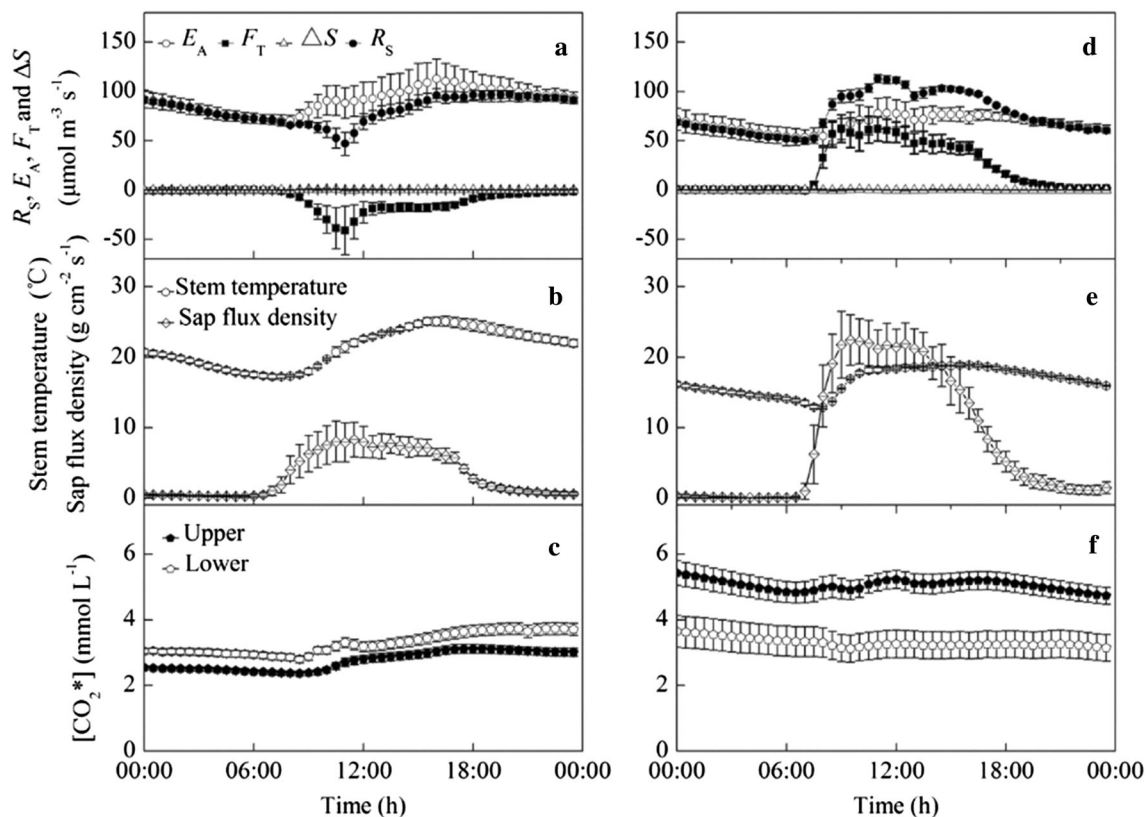 R_S, E_A, F_T and ΔS
(μmol m⁻³ s⁻¹)
150
100
50
0
-50
E_A F_T △S R_S
a
150
100
50
0
-50
d
Stem temperature (℃)
Sap flux density (g cm⁻² s⁻¹)
30
20
10
0
Stem temperature
Sap flux density
b
30
20
10
0
e
[CO₂*] (mmol L⁻¹)
6
4
2
0
Upper
Lower
c
6
4
2
0
f
00:00 06:00 12:00 18:00 00:00
Time (h)
00:00 06:00 12:00 18:00 00:00
Time (h)